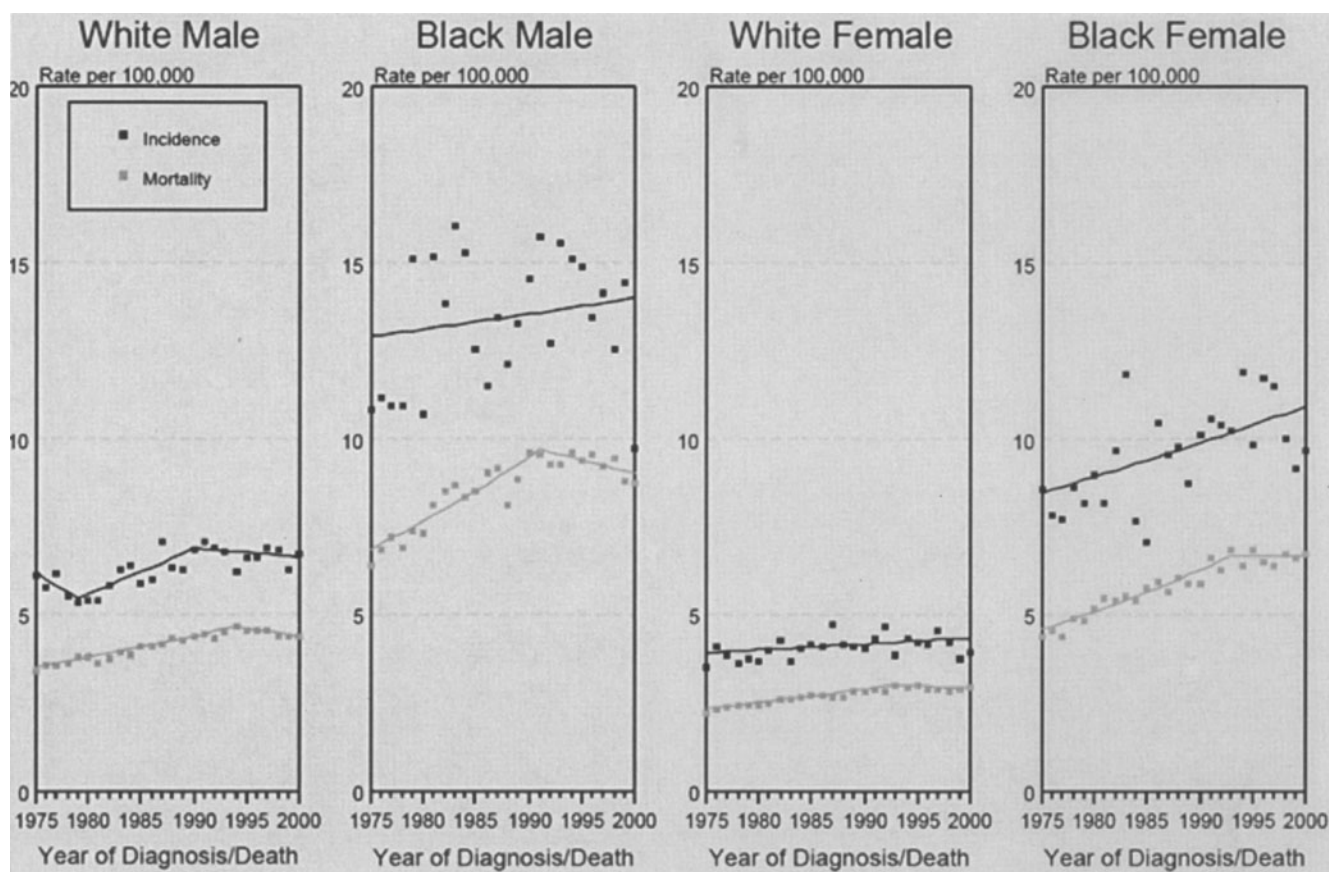 White Male
Black Male
White Female
Black Female
Rate per 100,000
Rate per 100,000
Rate per 100,000
Rate per 100,000
20
15
10
5
0
Incidence
Mortality
20
15
10
5
0
20
15
10
5
0
20
15
10
5
0
1975 1980 1985 1990 1995 2000
1975 1980 1985 1990 1995 2000
1975 1980 1985 1990 1995 2000
1975 1980 1985 1990 1995 2000
Year of Diagnosis/Death
Year of Diagnosis/Death
Year of Diagnosis/Death
Year of Diagnosis/Death